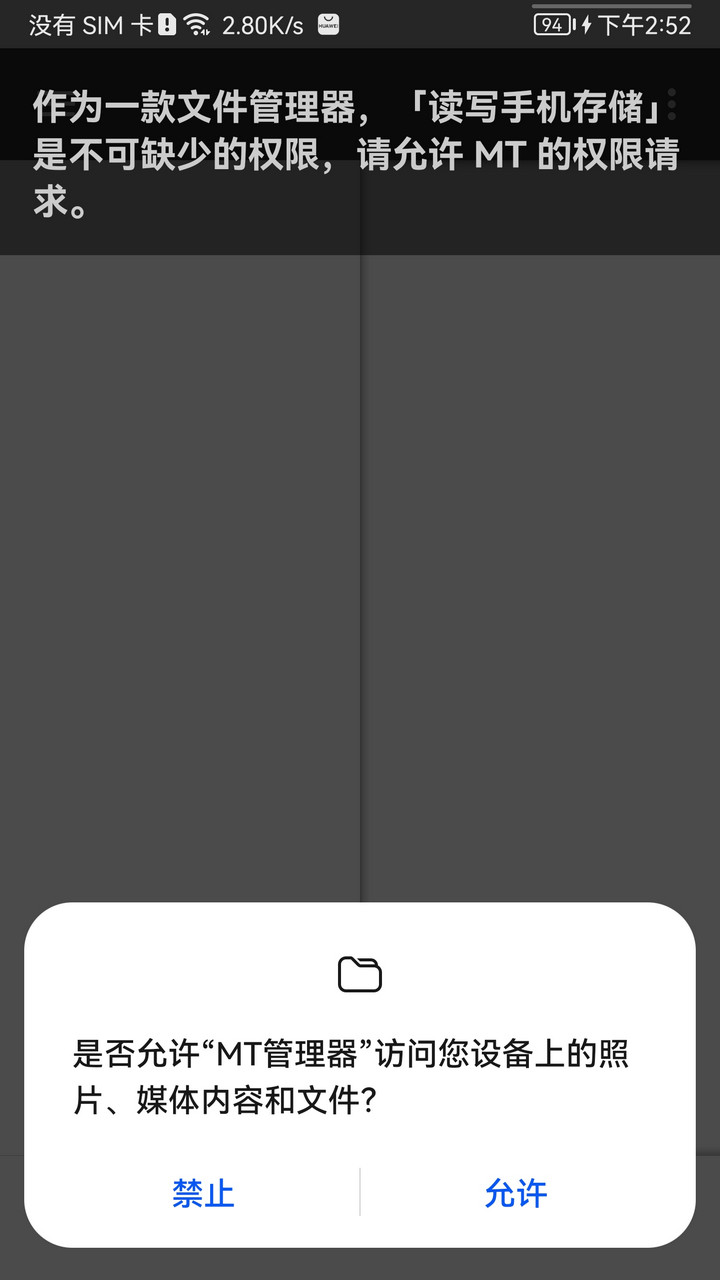 没有 SIM 卡 2.80K/s HUAWEI 94 下午2:52
作为一款文件管理器，「读写手机存储」
是不可缺少的权限，请允许 MT 的权限请
求。
是否允许“MT管理器”访问您设备上的照
片、媒体内容和文件？
禁止 允许